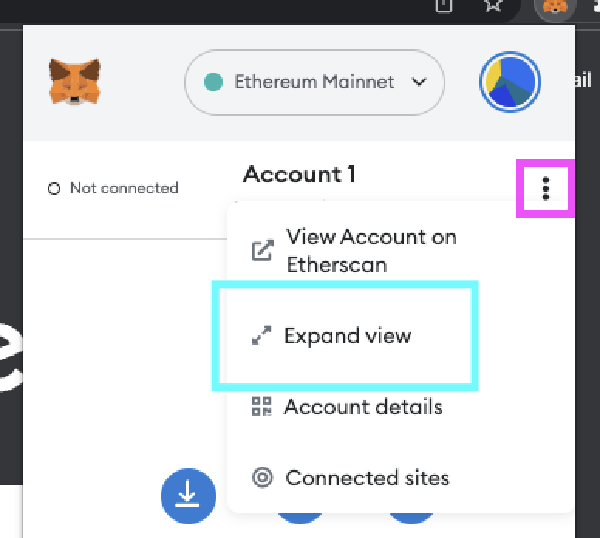 Ethereum Mainnet
ail
Not connected
Account 1
View Account on
Etherscan
e
Expand view
Account details
Connected sites